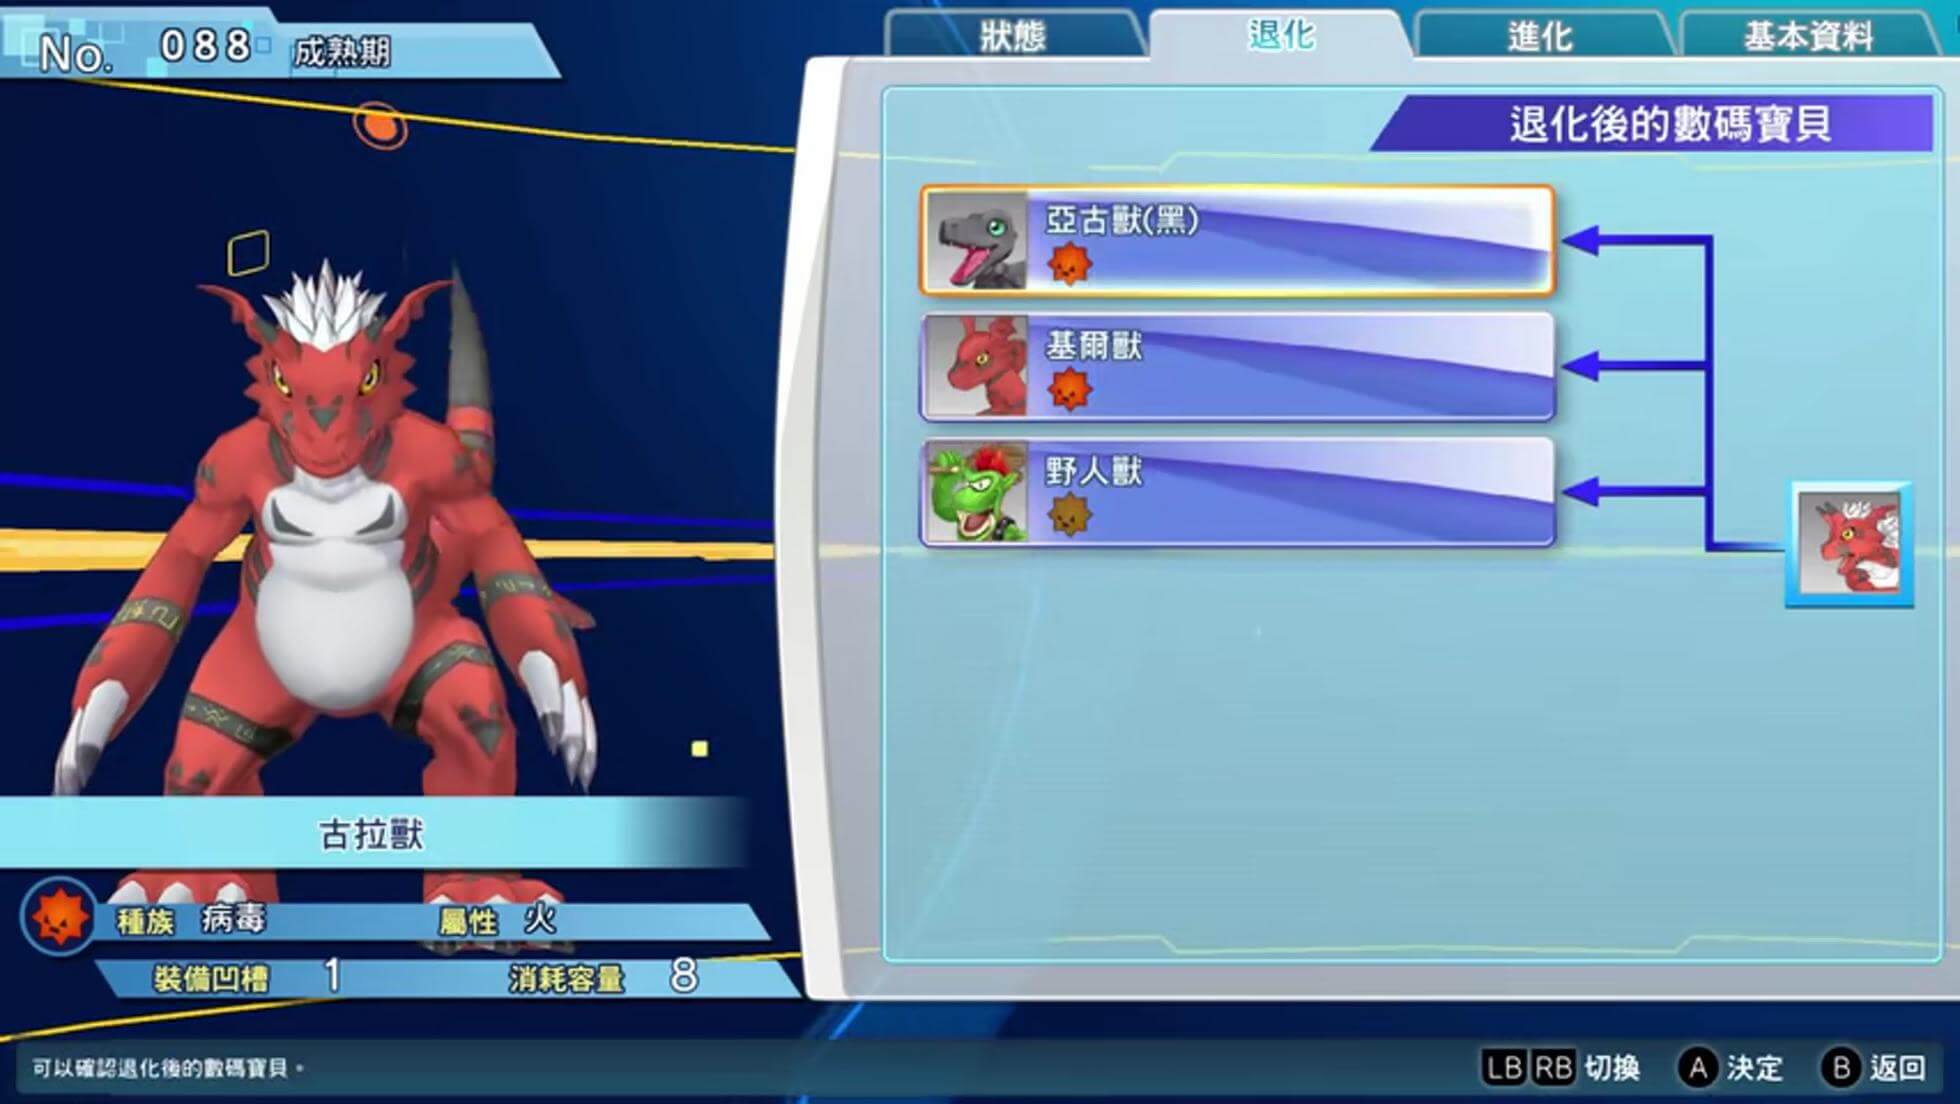 No. 088 成熟期
狀態 退化 進化 基本資料
退化後的數碼寶貝
亞古獸(黑)
基爾獸
野人獸
古拉獸
種族 病毒 屬性 火
裝備凹槽 1 消耗容量 8
可以確認退化後的數碼寶貝。
LB RB 切換 A 決定 B 返回